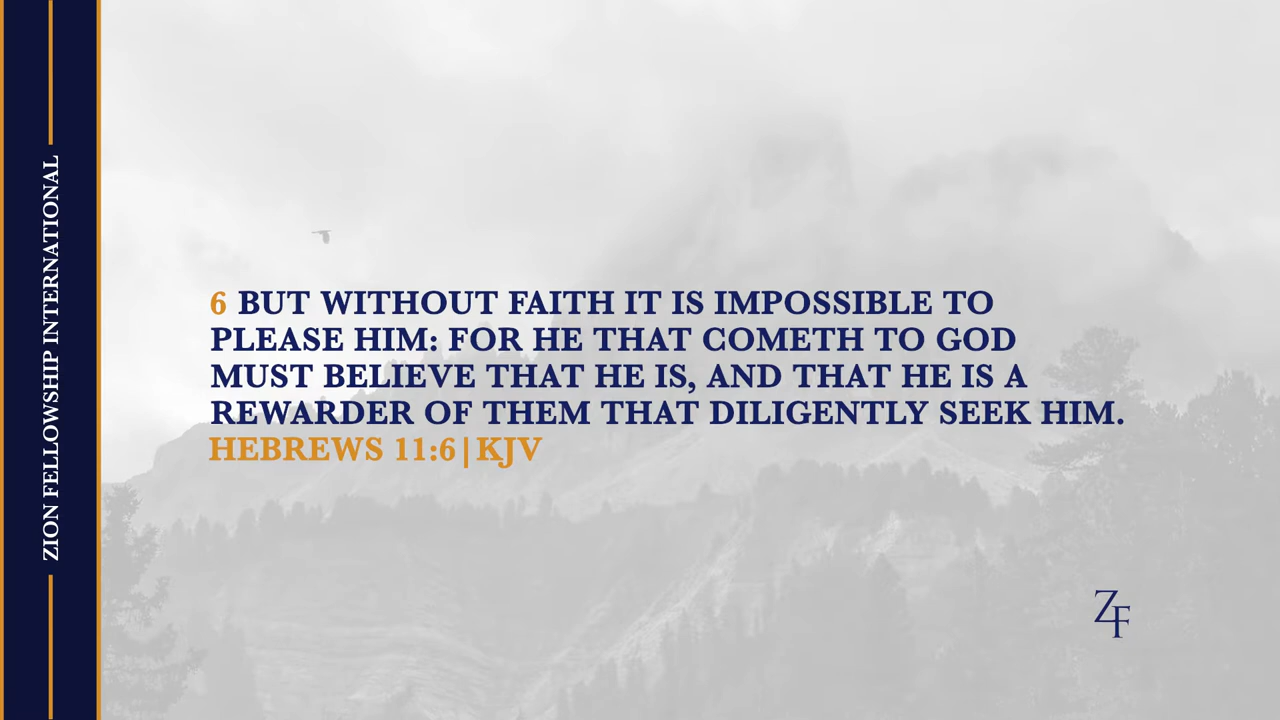 ZION FELLOWSHIP INTERNATIONAL
6 BUT WITHOUT FAITH IT IS IMPOSSIBLE TO
PLEASE HIM: FOR HE THAT COMETH TO GOD
MUST BELIEVE THAT HE IS, AND THAT HE IS A
REWARDER OF THEM THAT DILIGENTLY SEEK HIM.
HEBREWS 11:6|KJV
ZF